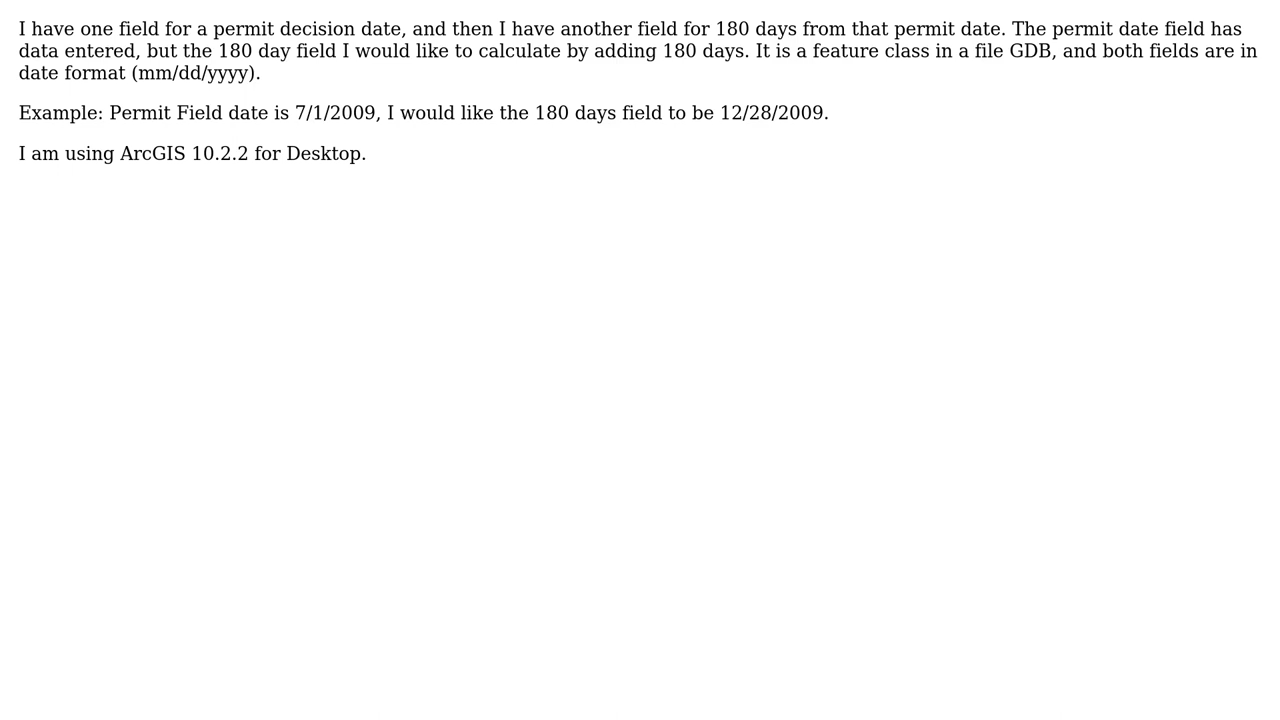 I have one field for a permit decision date, and then I have another field for 180 days from that permit date. The permit date field has
data entered, but the 180 day field I would like to calculate by adding 180 days. It is a feature class in a file GDB, and both fields are in
date format (mm/dd/yyyy).
Example: Permit Field date is 7/1/2009, I would like the 180 days field to be 12/28/2009.
I am using ArcGIS 10.2.2 for Desktop.